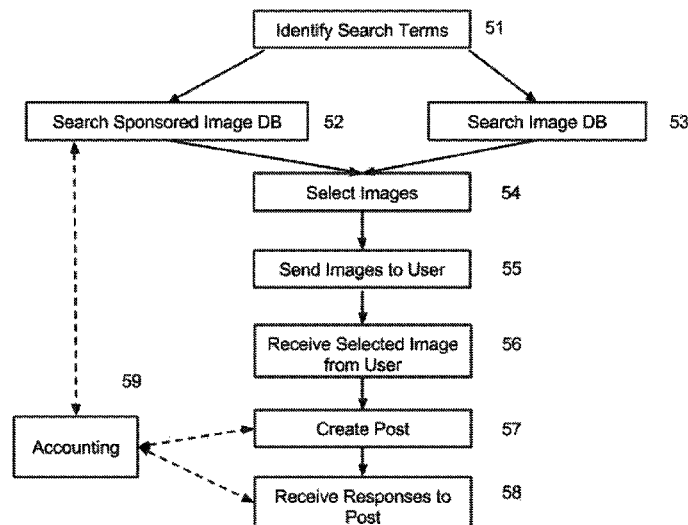 Identify Search Terms 51
Search Sponsored Image DB 52 Search Image DB 53
Select Images 54
Send Images to User 55
Receive Selected Image
from User 56
59
Accounting
Create Post 57
Receive Responses to
Post 58